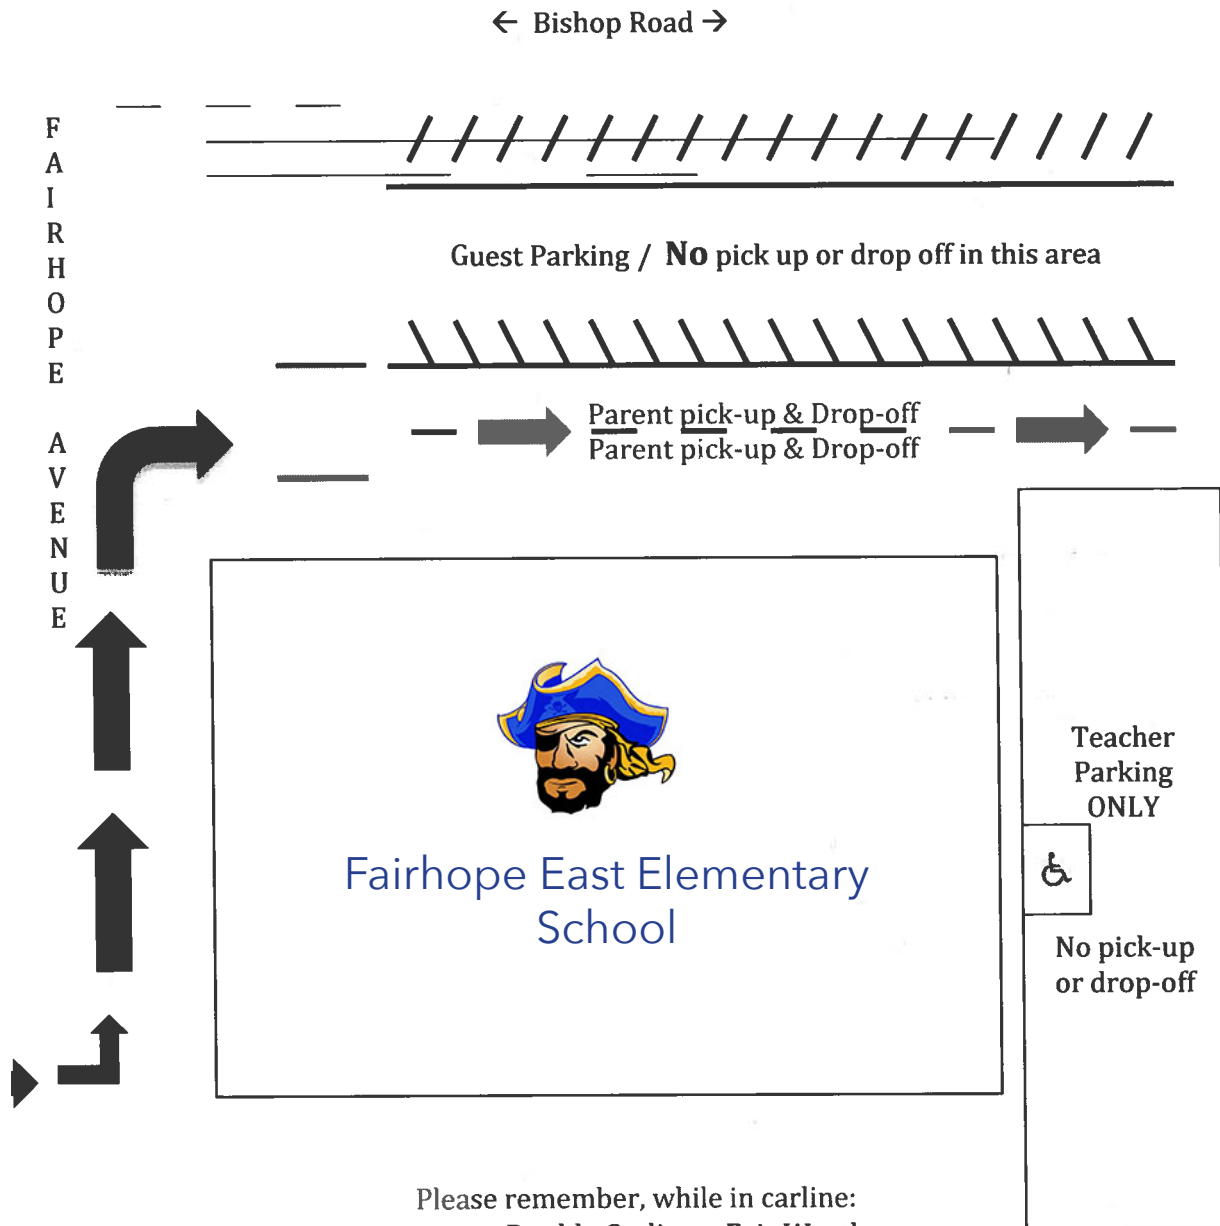 ← Bishop Road →
FAIRHOPE AVENUE
Guest Parking / No pick up or drop off in this area
Parent pick-up & Drop-off
Parent pick-up & Drop-off
Fairhope East Elementary
School
Teacher
Parking
ONLY
No pick-up
or drop-off
Please remember, while in carline: